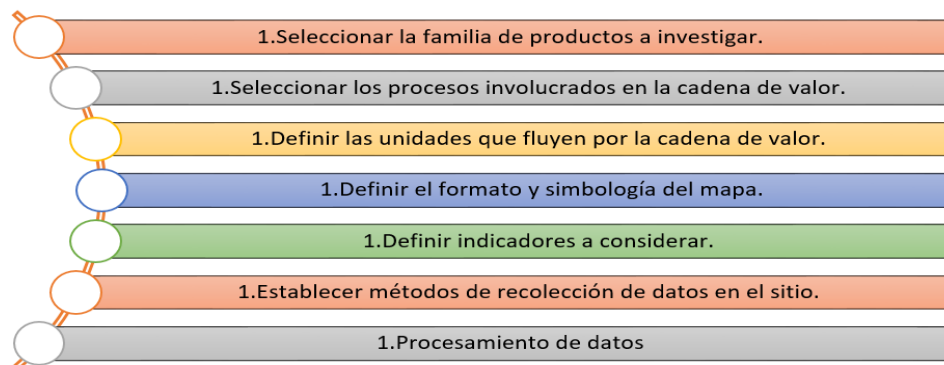 1.Seleccionar la familia de productos a investigar.
1.Seleccionar los procesos involucrados en la cadena de valor.
1.Definir las unidades que fluyen por la cadena de valor.
1.Definir el formato y simbología del mapa.
1.Definir indicadores a considerar.
1.Establecer métodos de recolección de datos en el sitio.
1.Procesamiento de datos